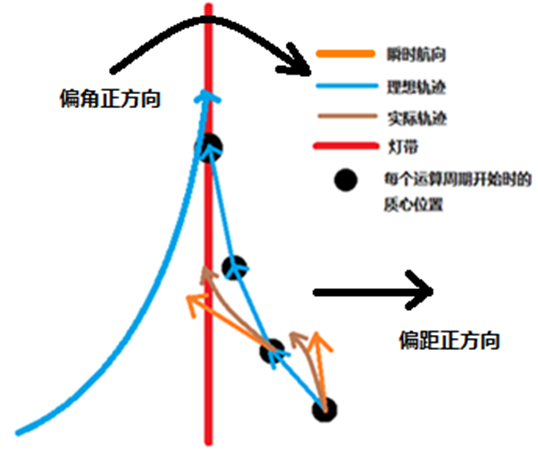 偏角正方向
瞬时航向
理想轨迹
实际轨迹
灯带
每个运算周期开始时的
质心位置
偏距正方向